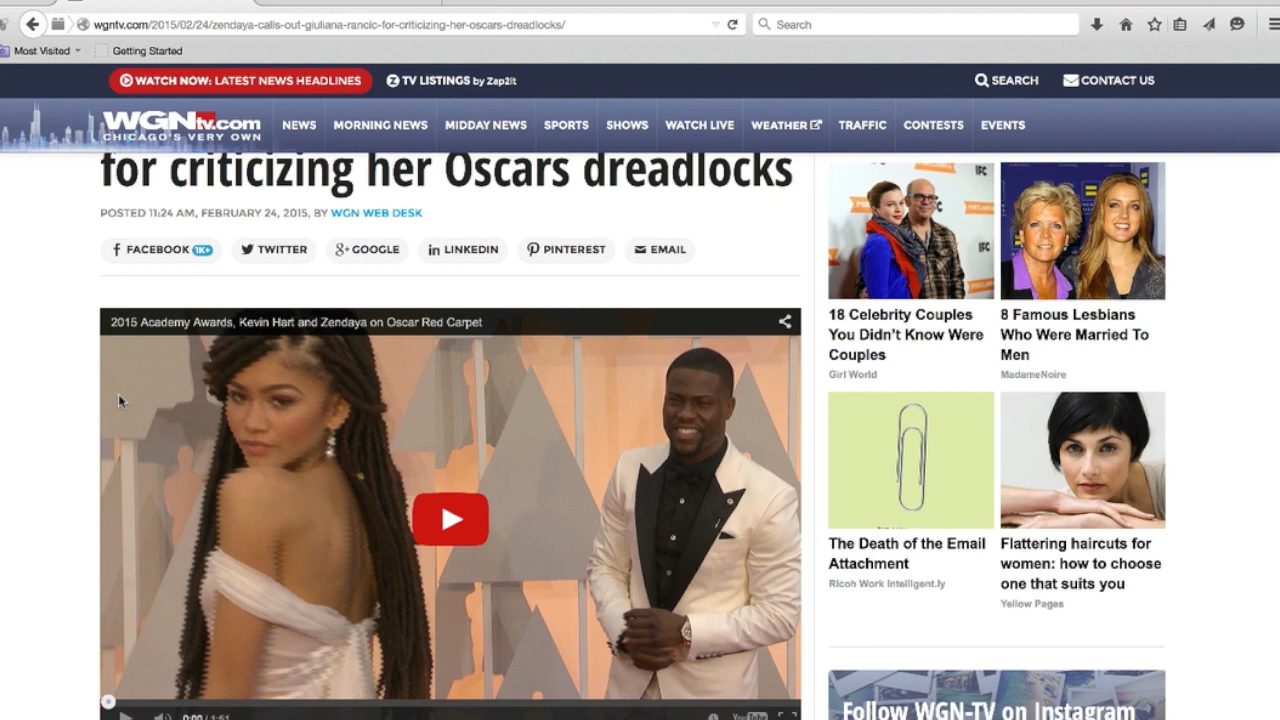 wgntv.com/2015/02/24/zendaya-calls-out-giuliana-rancic-for-criticizing-her-oscars-dreadlocks/
Search
Most Visited
Getting Started
WATCH NOW: LATEST NEWS HEADLINES
TV LISTINGS by Zap2it
SEARCH
CONTACT US
WGNtv.com
CHICAGO'S VERY OWN
NEWS
MORNING NEWS
MIDDAY NEWS
SPORTS
SHOWS
WATCH LIVE
WEATHER
TRAFFIC
CONTESTS
EVENTS
for criticizing her Oscars dreadlocks
POSTED 11:24 AM, FEBRUARY 24, 2015, BY WGN WEB DESK
FACEBOOK 1K+
TWITTER
g+ GOOGLE
in LINKEDIN
PINTEREST
EMAIL
2015 Academy Awards, Kevin Hart and Zendaya on Oscar Red Carpet
0:00 / 1:51
YouTube
IFC
IFC
18 Celebrity Couples
You Didn't Know Were
Couples
Girl World
8 Famous Lesbians
Who Were Married To
Men
MadameNoire
The Death of the Email
Attachment
Ricoh Work Intelligent.ly
Flattering haircuts for
women: how to choose
one that suits you
Yellow Pages
Follow WGN-TV on Instagram